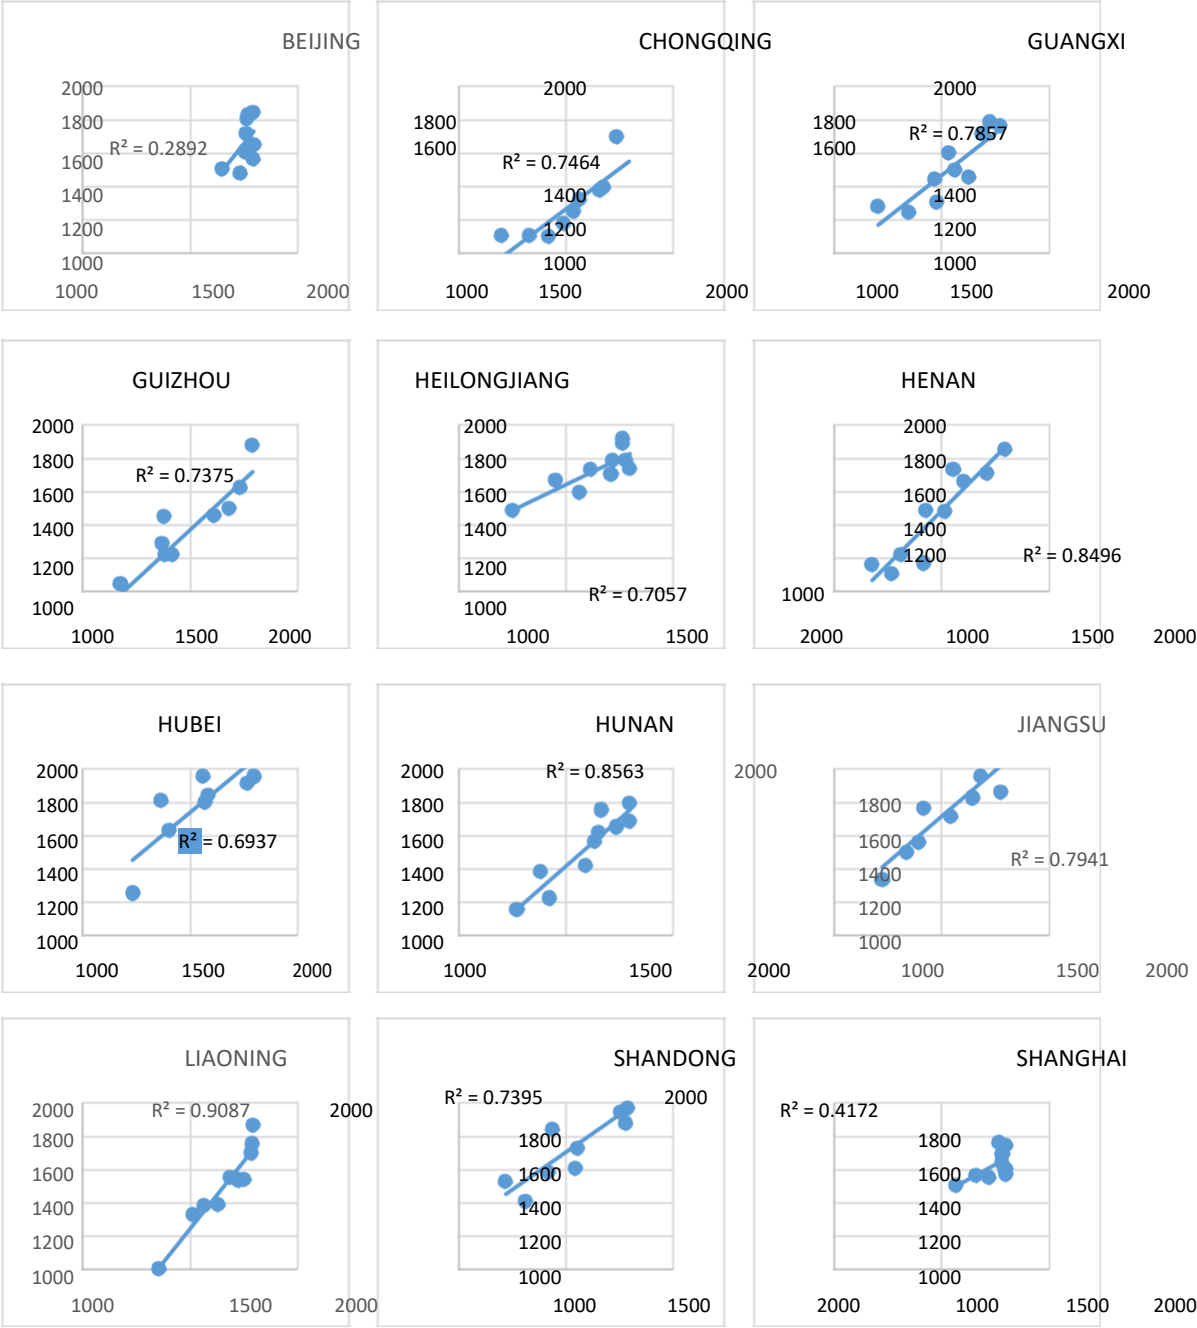 BEIJING
2000
1800
R² = 0.2892
1600
1400
1200
1000
1000 1500 2000
CHONGQING
2000
1800
1600
R² = 0.7464
1400
1200
1000
1000 1500 2000
GUANGXI
2000
1800
R² = 0.7857
1600
1400
1200
1000
1000 1500 2000
GUIZHOU
2000
1800
R² = 0.7375
1600
1400
1200
1000
1000 1500 2000
HEILONGJIANG
2000
1800
1600
1400
1200
R² = 0.7057
1000
1000 1500
HENAN
2000
1800
1600
1400
1200
R² = 0.8496
1000
2000 1000 1500 2000
HUBEI
2000
1800
1600
R² = 0.6937
1400
1200
1000
1000 1500 2000
HUNAN
R² = 0.8563
2000
1800
1600
1400
1200
1000
1000 1500
JIANGSU
2000
1800
1600
R² = 0.7941
1400
1200
1000
2000 1000 1500 2000
LIAONING
R² = 0.9087
2000
1800
1600
1400
1200
1000
1000 1500 2000
SHANDONG
R² = 0.7395
2000 2000
1800
1600
1400
1200
1000
1000 1500
SHANGHAI
R² = 0.4172
1800
1600
1400
1200
1000
2000 1000 1500 2000